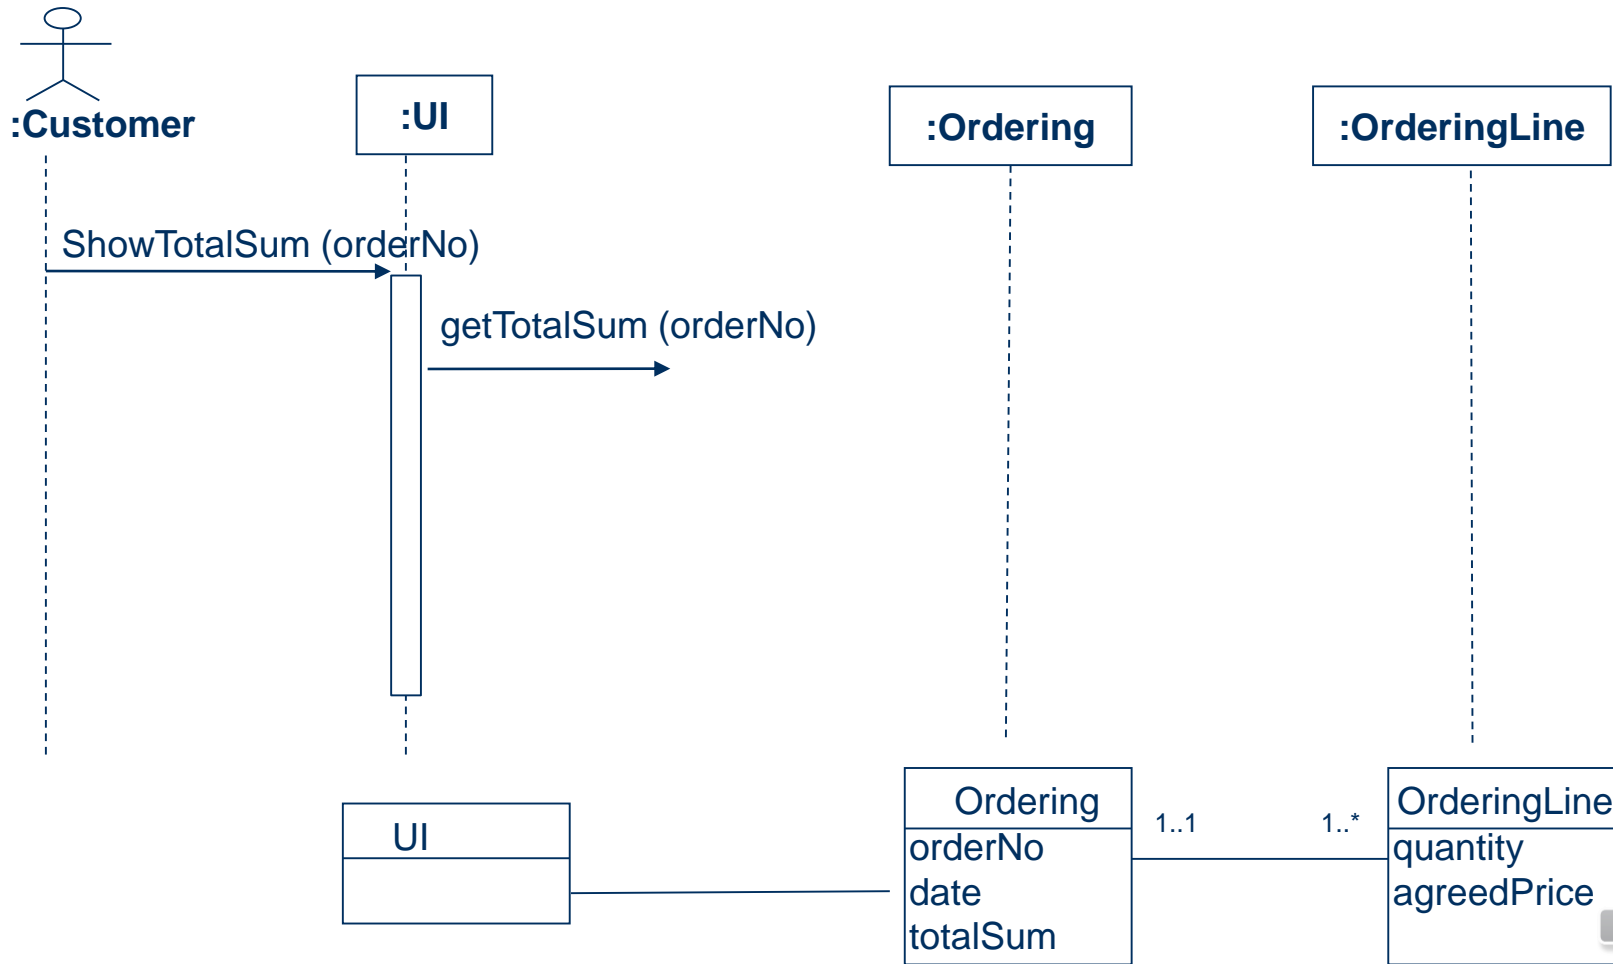 :Customer
:UI
:Ordering
:OrderingLine
ShowTotalSum (orderNo)
getTotalSum (orderNo)
UI
Ordering
orderNo
date
totalSum
1..1
1..*
OrderingLine
quantity
agreedPrice